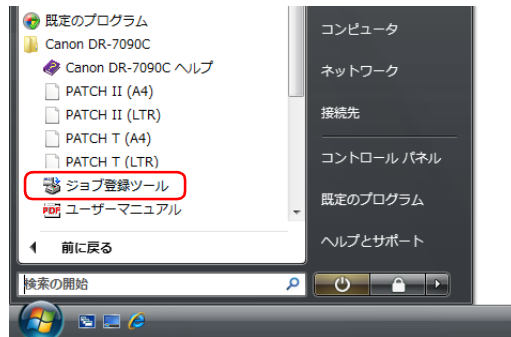 既定のプログラム
Canon DR-7090C
Canon DR-7090C ヘルプ
PATCH II (A4)
PATCH II (LTR)
PATCH T (A4)
PATCH T (LTR)
ジョブ登録ツール
PDF ユーザーマニュアル
前に戻る
検索の開始
コンピュータ
ネットワーク
接続先
コントロール パネル
既定のプログラム
ヘルプとサポート